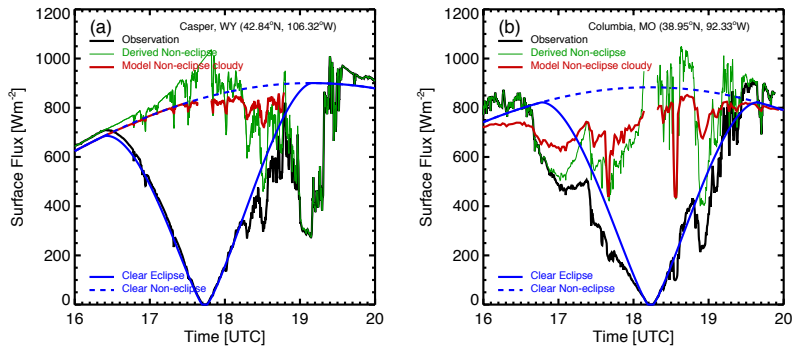 (a) Casper, WY (42.84°N, 106.32°W)
Observation
Derived Non-eclipse
Model Non-eclipse cloudy
Surface Flux [Wm⁻²]
1200
1000
800
600
400
200
0
Clear Eclipse
Clear Non-eclipse
16 17 18 19 20
Time [UTC]
(b) Columbia, MO (38.95°N, 92.33°W)
Observation
Derived Non-eclipse
Model Non-eclipse cloudy
Surface Flux [Wm⁻²]
1200
1000
800
600
400
200
0
Clear Eclipse
Clear Non-eclipse
16 17 18 19 20
Time [UTC]